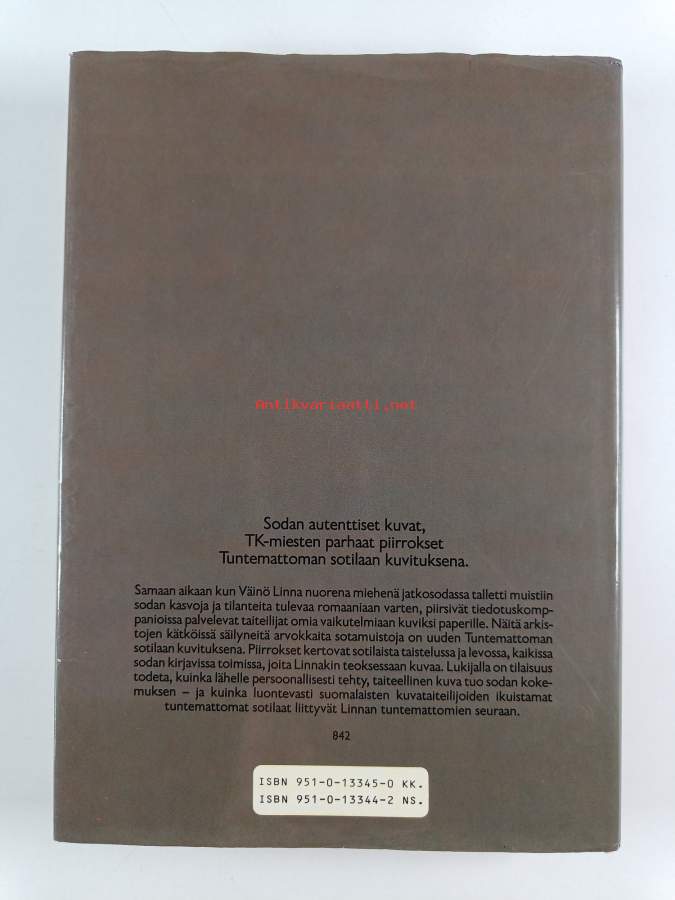 Antikvariaatti.net
Sodan autenttiset kuvat,
TK-miesten parhaat piirrokset
Tuntemattoman sotilaan kuvituksena.
Samaan aikaan kun Väinö Linna nuorena miehenä jatkosodassa talletti muistiin
sodan kasvoja ja tilanteita tulevaa romaaniaan varten, piirsivät tiedotuskomp-
panioissa palvelevat taiteilijat omia vaikutelmiaan kuviksi paperille. Näitä arkis-
tojen kätköissä säilyneitä arvokkaita sotamuistoja on uuden Tuntemattoman
sotilaan kuvituksena. Piirrokset kertovat sotilaista taistelussa ja levossa, kaikissa
sodan kirjavissa toimissa, joita Linnakin teoksessaan kuvaa. Lukijalla on tilaisuus
todeta, kuinka lähelle persoonallisesti tehty, taiteellinen kuva tuo sodan koke-
muksen – ja kuinka luontevasti suomalaisten kuvataiteilijoiden ikuistamat
tuntemattomat sotilaat liittyvät Linnan tuntemattomien seuraan.
842
ISBN 951-0-13345-0 KK.
ISBN 951-0-13344-2 NS.